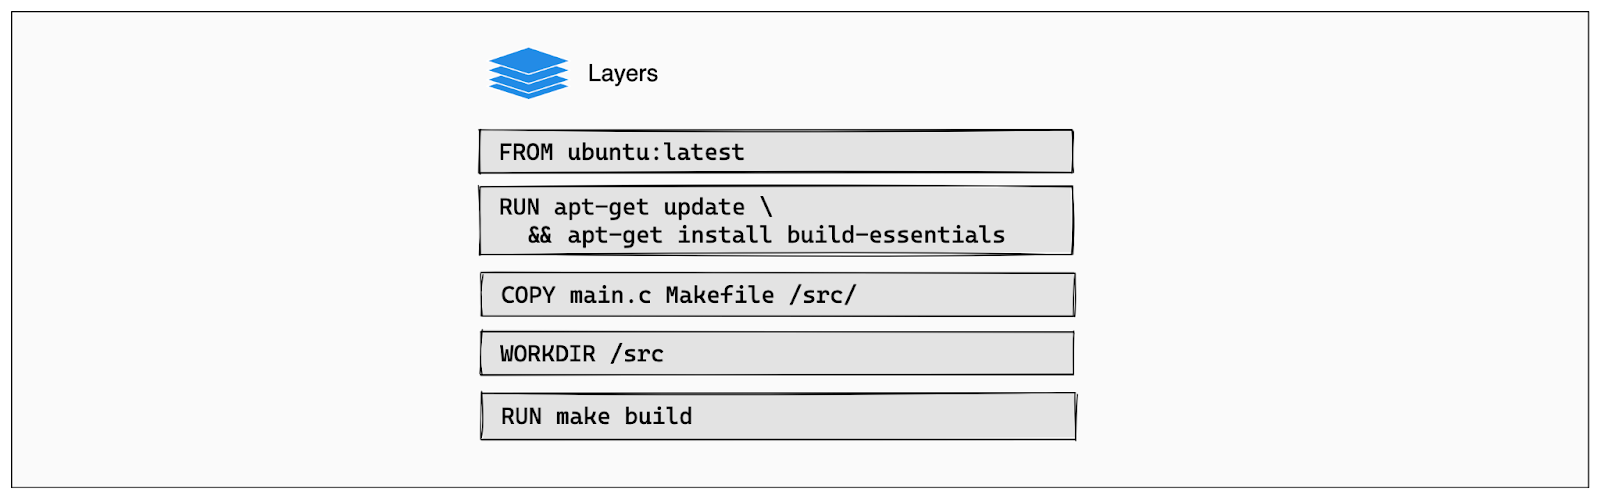 Layers
FROM ubuntu:latest
RUN apt-get update \
&& apt-get install build-essentials
COPY main.c Makefile /src/
WORKDIR /src
RUN make build